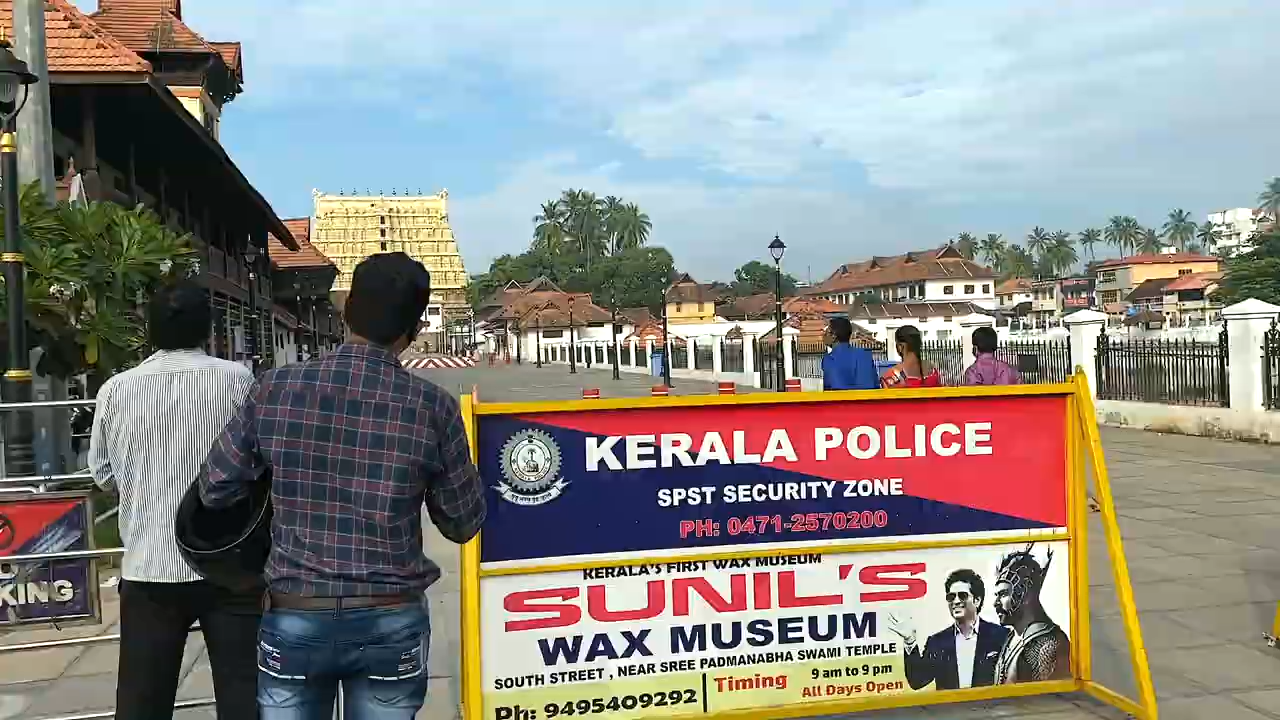 KERALA POLICE
SPST SECURITY ZONE
PH: 0471-2570200
KERALA'S FIRST WAX MUSEUM
SUNIL'S
WAX MUSEUM
SOUTH STREET, NEAR SREE PADMANABHA SWAMI TEMPLE
Ph: 9495409292
Timing
9 am to 9 pm
All Days Open
KING